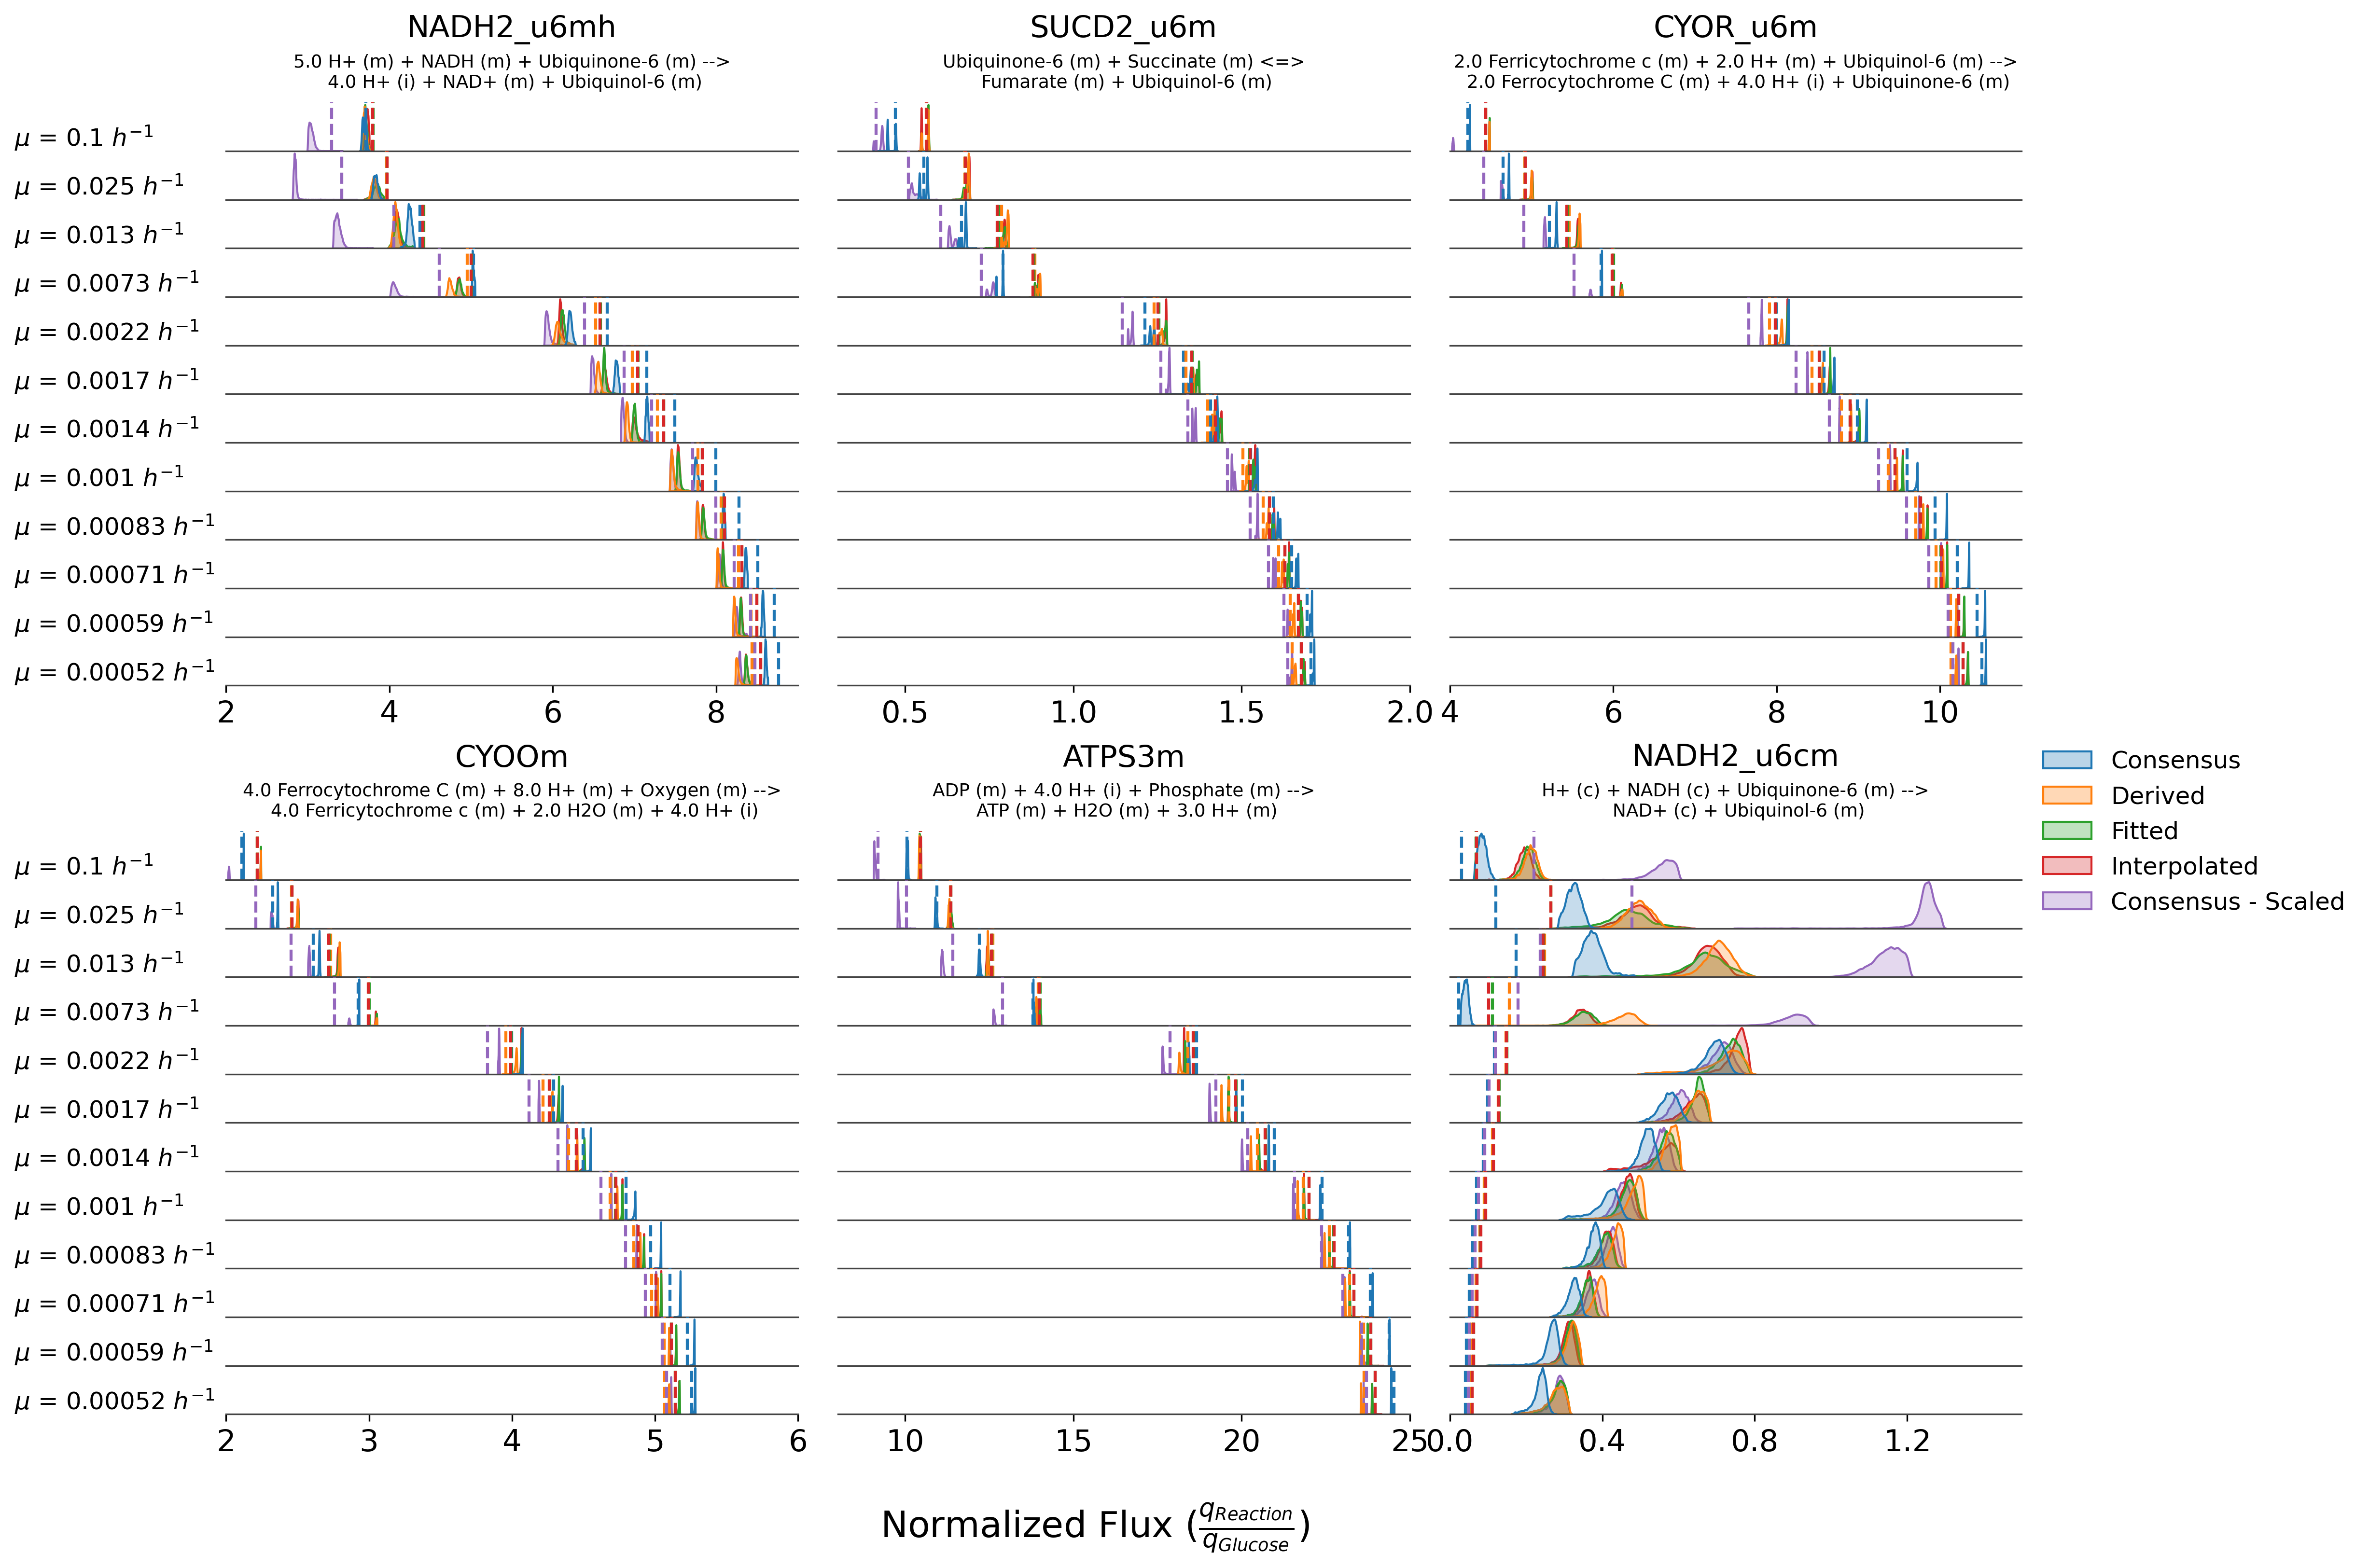 NADH2_u6mh
5.0 H+ (m) + NADH (m) + Ubiquinone-6 (m) -->
4.0 H+ (i) + NAD+ (m) + Ubiquinol-6 (m)
SUCD2_u6m
Ubiquinone-6 (m) + Succinate (m) <=>
Fumarate (m) + Ubiquinol-6 (m)
CYOR_u6m
2.0 Ferricytochrome c (m) + 2.0 H+ (m) + Ubiquinol-6 (m) -->
2.0 Ferrocytochrome C (m) + 4.0 H+ (i) + Ubiquinone-6 (m)
μ = 0.1 h⁻¹
μ = 0.025 h⁻¹
μ = 0.013 h⁻¹
μ = 0.0073 h⁻¹
μ = 0.0022 h⁻¹
μ = 0.0017 h⁻¹
μ = 0.0014 h⁻¹
μ = 0.001 h⁻¹
μ = 0.00083 h⁻¹
μ = 0.00071 h⁻¹
μ = 0.00059 h⁻¹
μ = 0.00052 h⁻¹
2 4 6 8
0.5 1.0 1.5 2.0
4 6 8 10
CYOOm
4.0 Ferrocytochrome C (m) + 8.0 H+ (m) + Oxygen (m) -->
4.0 Ferricytochrome c (m) + 2.0 H2O (m) + 4.0 H+ (i)
ATPS3m
ADP (m) + 4.0 H+ (i) + Phosphate (m) -->
ATP (m) + H2O (m) + 3.0 H+ (m)
NADH2_u6cm
H+ (c) + NADH (c) + Ubiquinone-6 (m) -->
NAD+ (c) + Ubiquinol-6 (m)
Consensus
Derived
Fitted
Interpolated
Consensus - Scaled
μ = 0.1 h⁻¹
μ = 0.025 h⁻¹
μ = 0.013 h⁻¹
μ = 0.0073 h⁻¹
μ = 0.0022 h⁻¹
μ = 0.0017 h⁻¹
μ = 0.0014 h⁻¹
μ = 0.001 h⁻¹
μ = 0.00083 h⁻¹
μ = 0.00071 h⁻¹
μ = 0.00059 h⁻¹
μ = 0.00052 h⁻¹
2 3 4 5 6
10 15 20 25
0.0 0.4 0.8 1.2
Normalized Flux (qReaction/qGlucose)